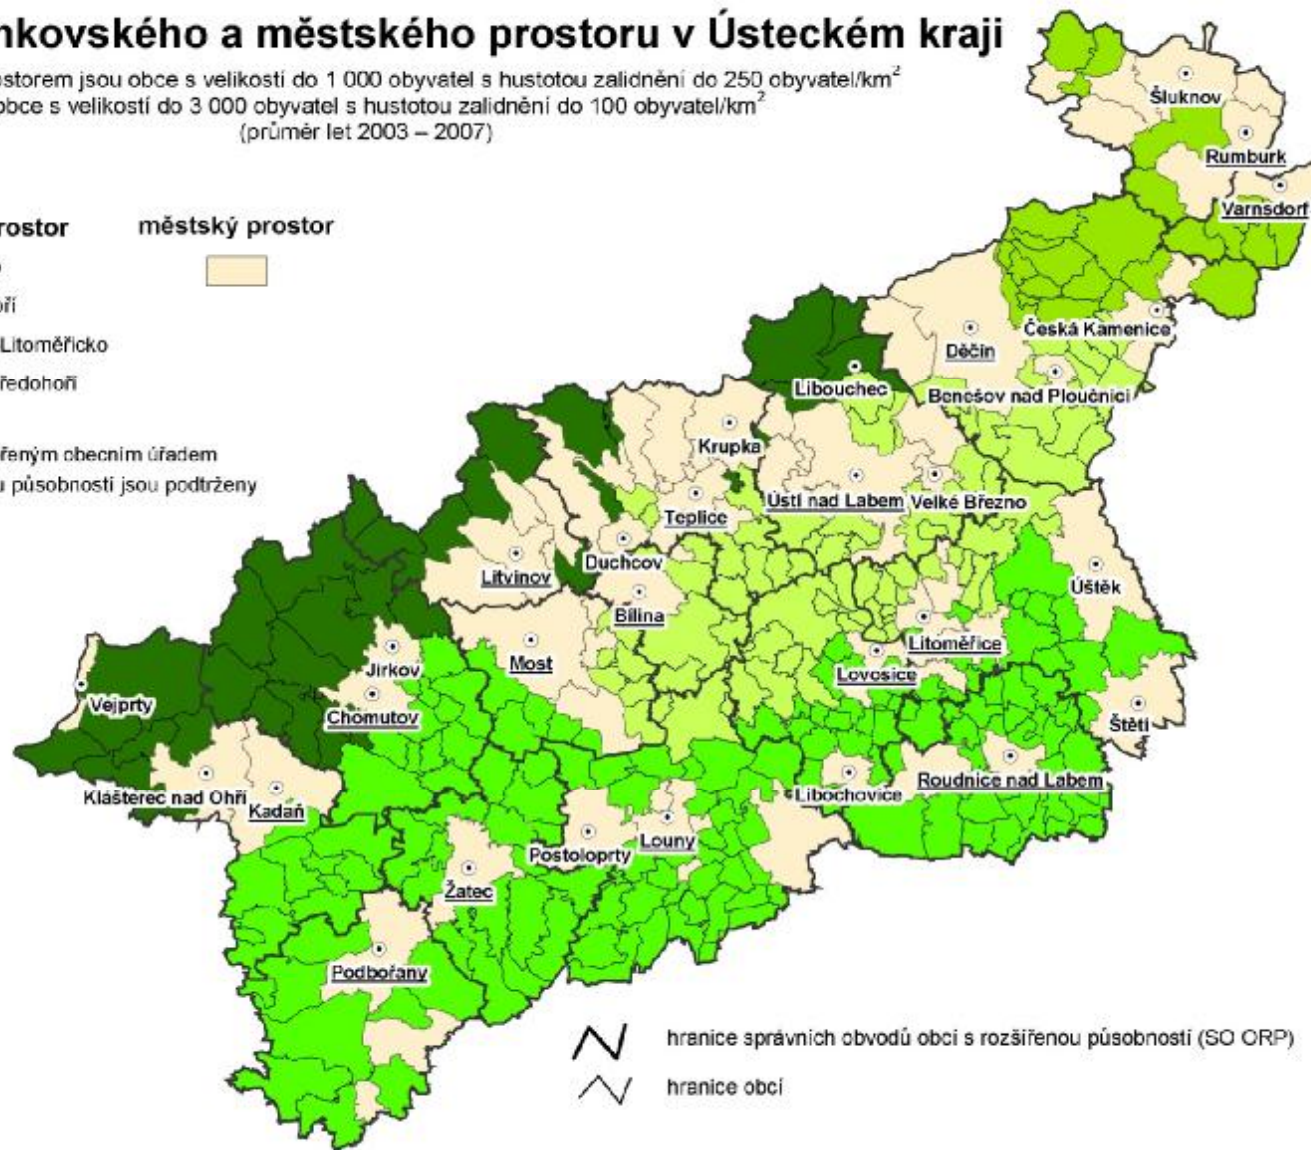 nkovského a městského prostoru v Ústeckém kraji
ostorem jsou obce s velikostí do 1 000 obyvatel s hustotou zalidnění do 250 obyvatel/km²
obce s velikostí do 3 000 obyvatel s hustotou zalidnění do 100 obyvatel/km²
(průměr let 2003 – 2007)
rostor
městský prostor
oří
Litoměřicko
ředohoří
řeným obecním úřadem
u působností jsou podtrženy
Šluknov
Rumburk
Varnsdorf
Česká Kamenice
Děčín
Benešov nad Ploučnicí
Libouchec
Krupka
Ústí nad Labem
Velké Březno
Teplice
Duchcov
Litvínov
Bílina
Úštěk
Litoměřice
Lovosice
Most
Jirkov
Chomutov
Vejprty
Štětí
Roudnice nad Labem
Libochovice
Klášterec nad Ohří
Kadaň
Louny
Postoloprty
Žatec
Podbořany
hranice správních obvodů obcí s rozšířenou působností (SO ORP)
hranice obcí